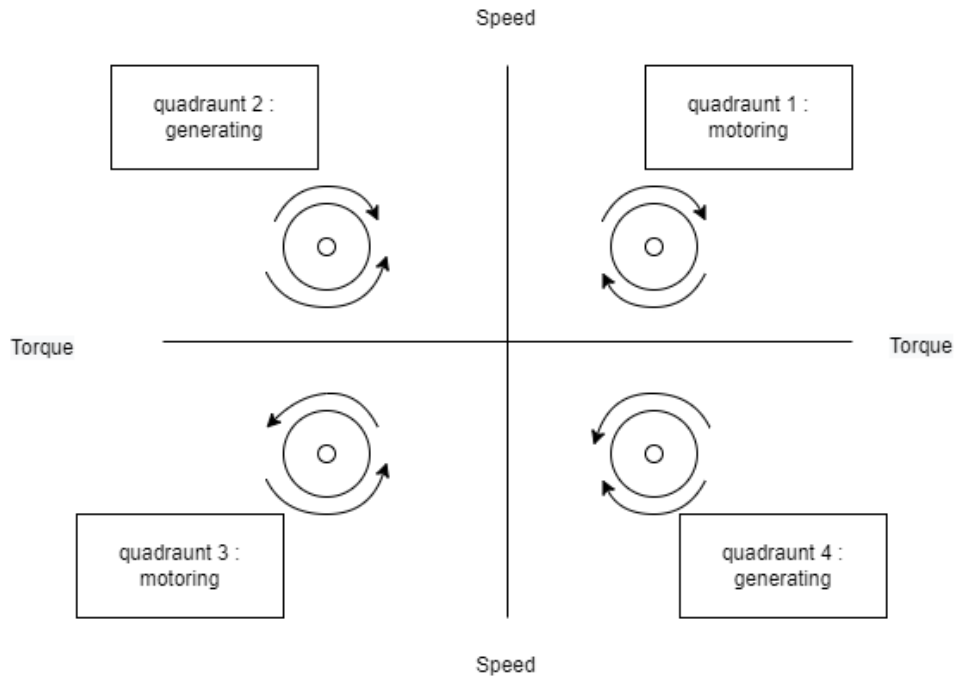 Speed
quadraunt 2 :
generating
quadraunt 1 :
motoring
Torque
Torque
quadraunt 3 :
motoring
quadraunt 4 :
generating
Speed